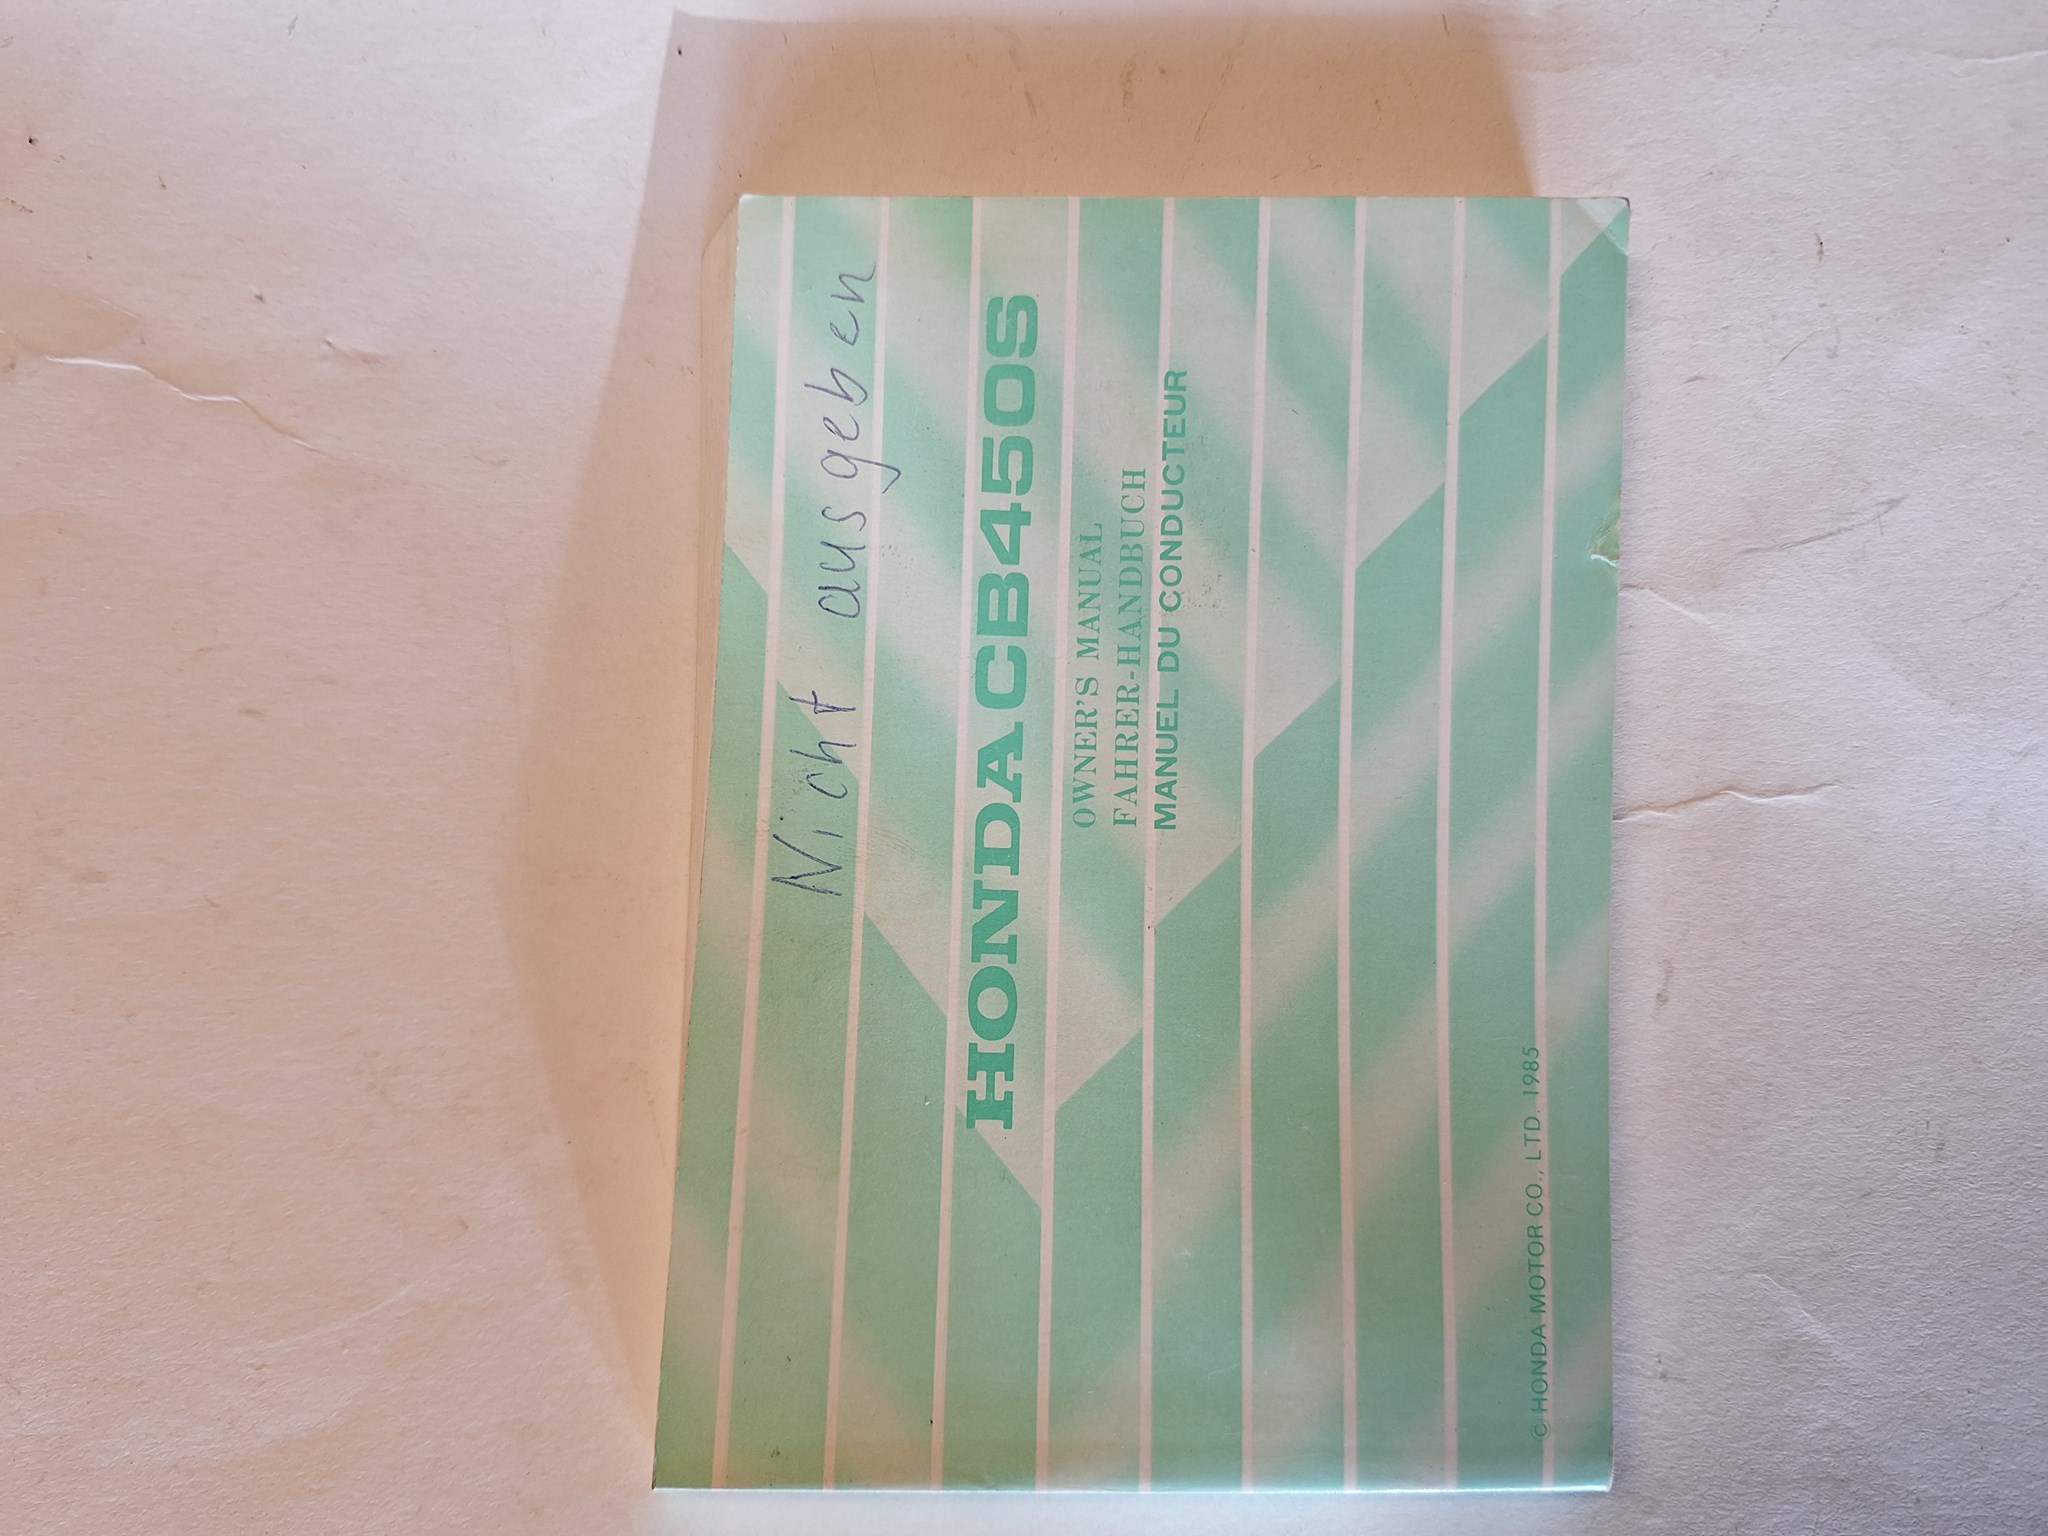 Nicht ausgeben
HONDA CB450S
OWNER'S MANUAL
FAHRER-HANDBUCH
MANUEL DU CONDUCTEUR
© HONDA MOTOR CO., LTD. 1985